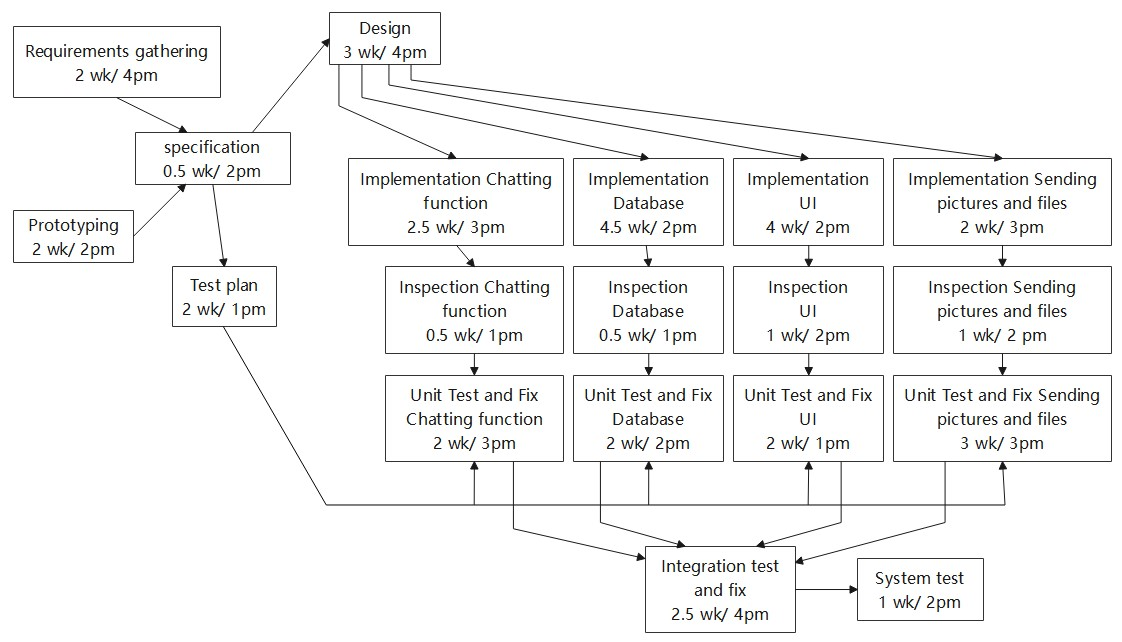 Requirements gathering
2 wk/ 4pm
Design
3 wk/ 4pm
specification
0.5 wk/ 2pm
Prototyping
2 wk/ 2pm
Test plan
2 wk/ 1pm
Implementation Chatting
function
2.5 wk/ 3pm
Implementation
Database
4.5 wk/ 2pm
Implementation
UI
4 wk/ 2pm
Implementation Sending
pictures and files
2 wk/ 3pm
Inspection Chatting
function
0.5 wk/ 1pm
Inspection
Database
0.5 wk/ 1pm
Inspection
UI
1 wk/ 2pm
Inspection Sending
pictures and files
1 wk/ 2 pm
Unit Test and Fix
Chatting function
2 wk/ 3pm
Unit Test and Fix
Database
2 wk/ 2pm
Unit Test and Fix
UI
2 wk/ 1pm
Unit Test and Fix Sending
pictures and files
3 wk/ 3pm
Integration test
and fix
2.5 wk/ 4pm
System test
1 wk/ 2pm